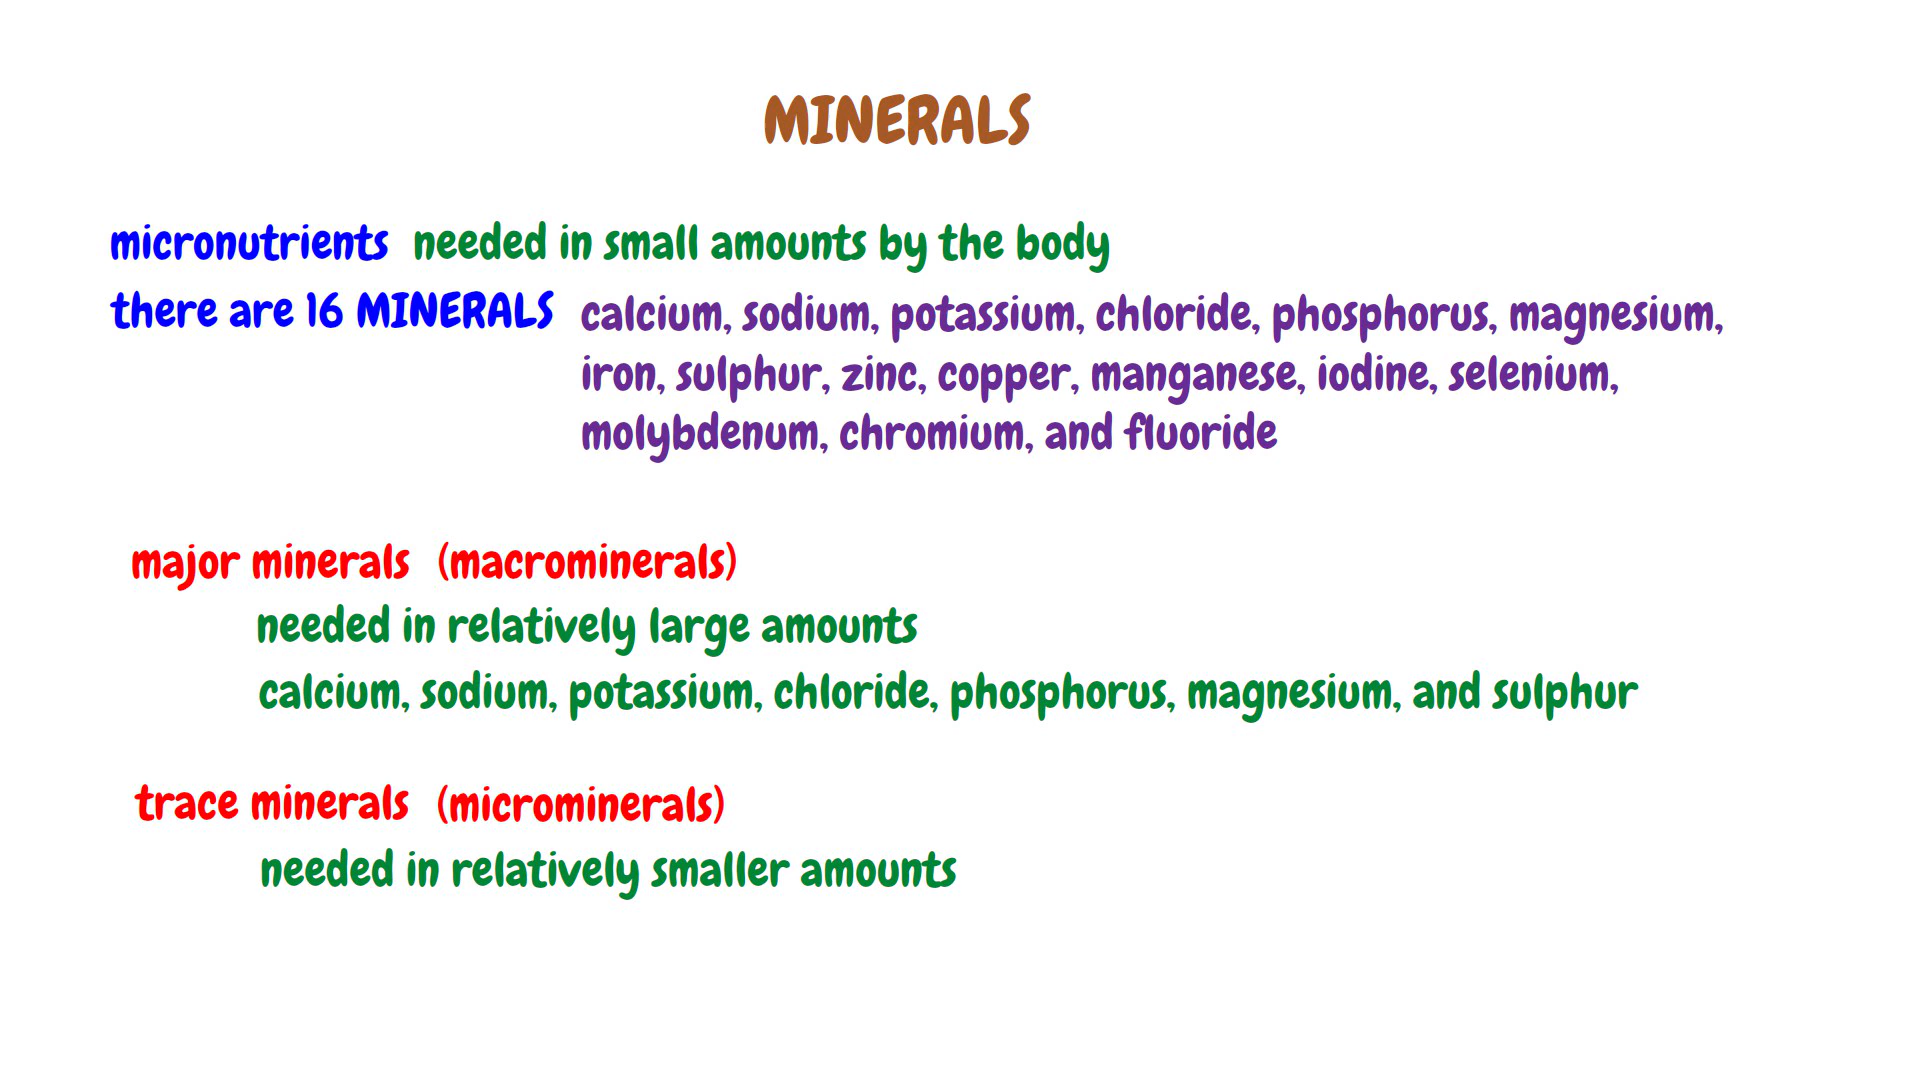 MINERALS
micronutrients needed in small amounts by the body
there are 16 MINERALS calcium, sodium, potassium, chloride, phosphorus, magnesium,
iron, sulphur, zinc, copper, manganese, iodine, selenium,
molybdenum, chromium, and fluoride
major minerals (macrominerals)
needed in relatively large amounts
calcium, sodium, potassium, chloride, phosphorus, magnesium, and sulphur
trace minerals (microminerals)
needed in relatively smaller amounts